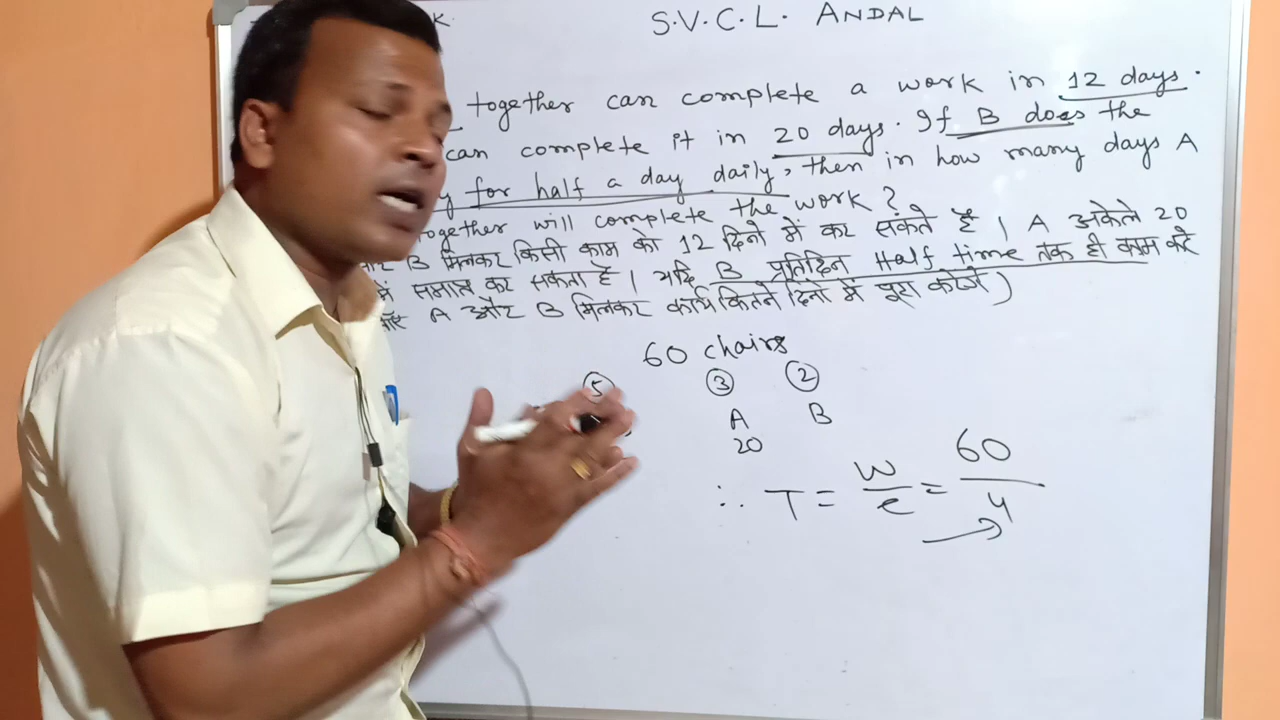 K. S.V.C.L. ANDAL
together can complete a work in 12 days.
can complete it in 20 days. If B does the
y for half a day daily, then in how many days A
together will complete the work?
और B मिलकर किसी काम को 12 दिनो में कर सकते है । A अकेले 20
में समाप्त कर सकता है । यदि B प्रतिदिन Half time तक ही काम करे
A और B मिलकर कार्य कितने दिनों में पूरा करेंगे )
60 chairs
5 3 2
A B
20
∴ T = W/e = 60/4